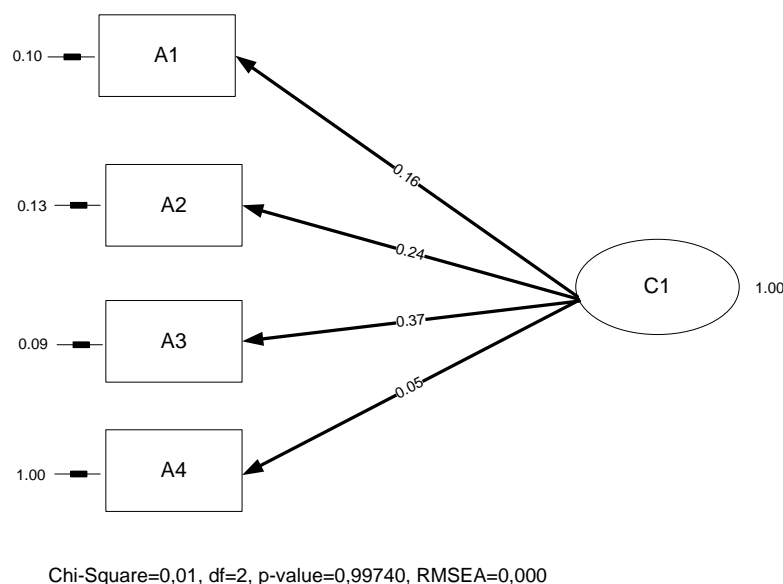 0.10
A1
0.16
0.13
A2
0.24
C1
1.00
0.09
A3
0.37
0.05
1.00
A4
Chi-Square=0,01, df=2, p-value=0,99740, RMSEA=0,000